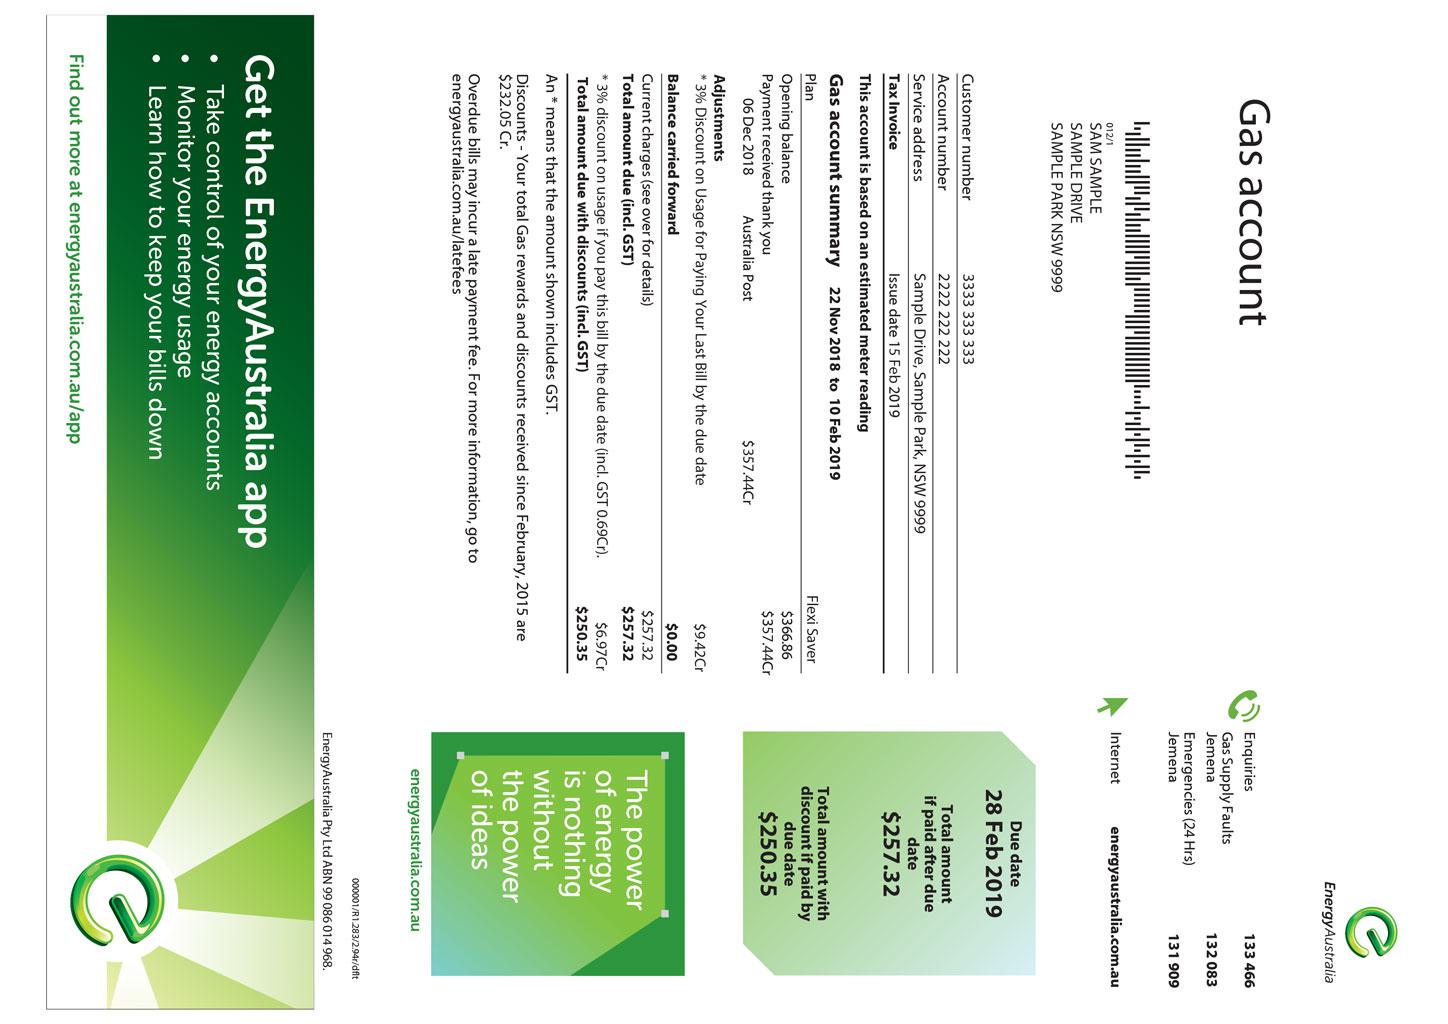 EnergyAustralia
Gas account
Enquiries 133 466
Gas Supply Faults
Jemena 132 083
Emergencies (24 Hrs)
Jemena 131 909
Internet energyaustralia.com.au
012/1
SAM SAMPLE
SAMPLE DRIVE
SAMPLE PARK NSW 9999
Customer number 3333 333 333
Account number 2222 222 222
Service address Sample Drive, Sample Park, NSW 9999
Tax Invoice Issue date 15 Feb 2019
This account is based on an estimated meter reading
Gas account summary 22 Nov 2018 to 10 Feb 2019
Plan Flexi Saver
Opening balance $366.86
Payment received thank you $357.44Cr
06 Dec 2018 Australia Post $357.44Cr
Adjustments
* 3% Discount on Usage for Paying Your Last Bill by the due date $9.42Cr
Balance carried forward $0.00
Current charges (see over for details) $257.32
Total amount due (incl. GST) $257.32
* 3% discount on usage if you pay this bill by the due date (incl. GST 0.69Cr). $6.97Cr
Total amount due with discounts (incl. GST) $250.35
An * means that the amount shown includes GST.
Discounts - Your total Gas rewards and discounts received since February, 2015 are
$232.05 Cr.
Overdue bills may incur a late payment fee. For more information, go to
energyaustralia.com.au/latefees
Due date
28 Feb 2019
Total amount
if paid after due
date
$257.32
Total amount with
discount if paid by
due date
$250.35
The power
of energy
is nothing
without
the power
of ideas
energyaustralia.com.au
000001/R1.283/2.94r/dflt
EnergyAustralia Pty Ltd ABN 99 086 014 968.
Get the EnergyAustralia app
• Take control of your energy accounts
• Monitor your energy usage
• Learn how to keep your bills down
Find out more at energyaustralia.com.au/app